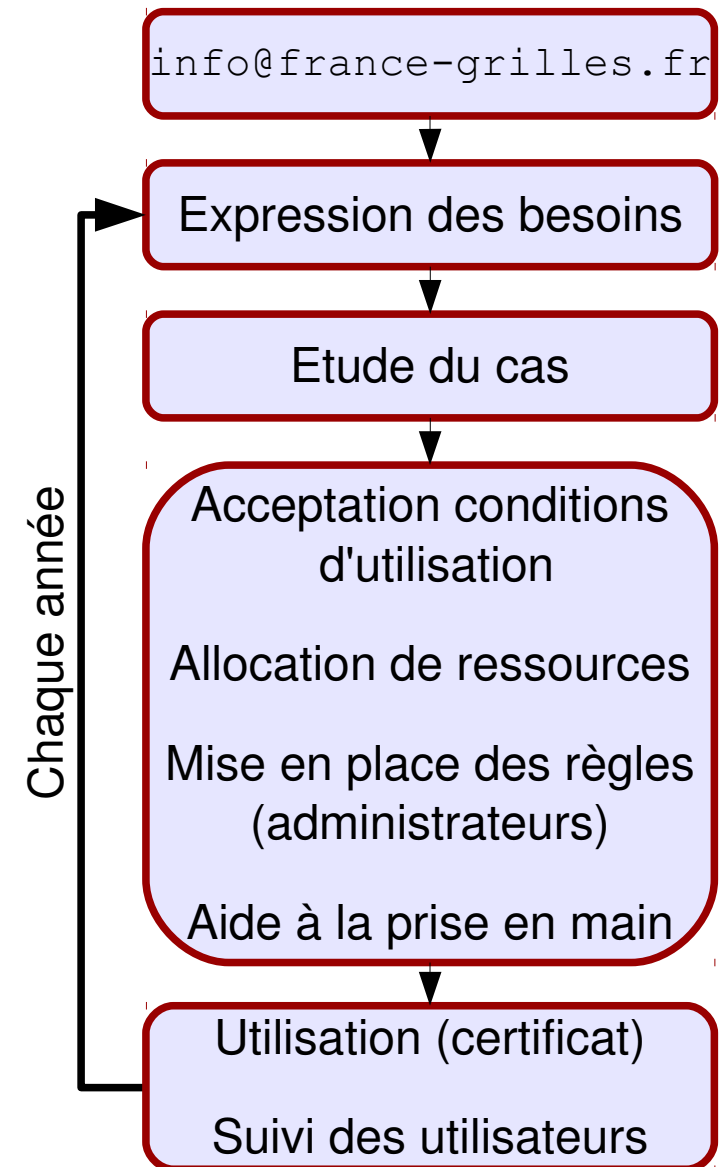 info@france-grilles.fr
Expression des besoins
Etude du cas
Acceptation conditions
d'utilisation
Allocation de ressources
Mise en place des règles
(administrateurs)
Aide à la prise en main
Utilisation (certificat)
Suivi des utilisateurs
Chaque année